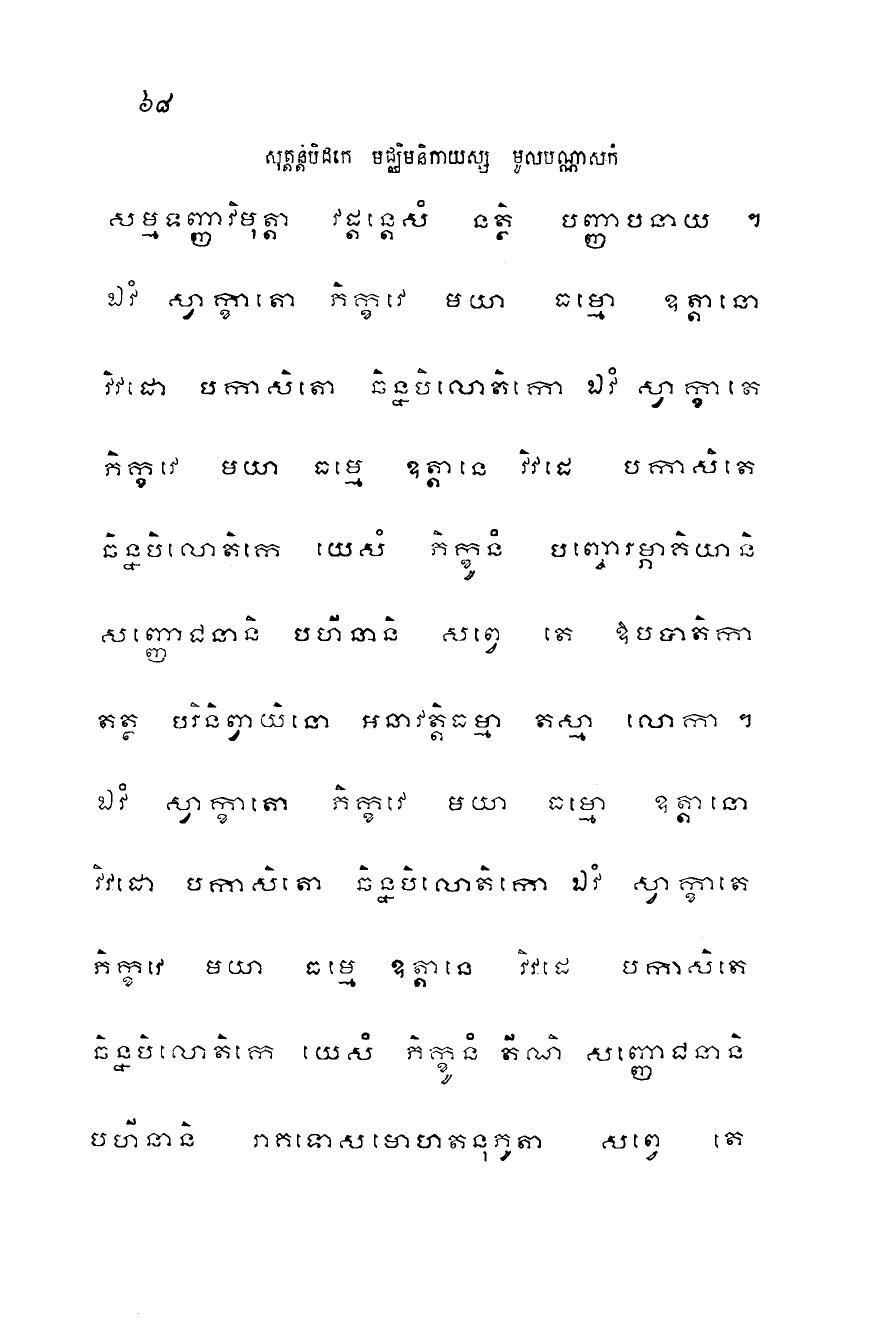 ៦៨
សុត្តន្តបិដកេ មជ្ឈិមនិកាយស្ស មូលបណ្ណាសកំ
សម្មទញ្ញាវិមុត្តា វដ្តន្តេសំ នត្ថិ បញ្ញាបនាយ ។
ឯវំ ស្វាក្ខាតោ ភិក្ខវេ មយា ធម្មោ ឧត្តានោ
វិវដោ បកាសិតោ ឆិន្នបិលោតិកោ ឯវំ ស្វាក្ខាតេ
ភិក្ខវេ មយា ធម្មេ ឧត្តានេ វិវដេ បកាសិតេ
ឆិន្នបិលោតិកេ យេសំ ភិក្ខូនំ បញ្ចោរម្ភាគិយានិ
សញ្ញោជនានិ បហីនានិ សព្វេ តេ ឱបបាតិកា
តត្ថ បរិនិព្វាយិនោ អនាវត្តិធម្មា តស្មា លោកា ។
ឯវំ ស្វាក្ខាតោ ភិក្ខវេ មយា ធម្មោ ឧត្តានោ
វិវដោ បកាសិតោ ឆិន្នបិលោតិកោ ឯវំ ស្វាក្ខាតេ
ភិក្ខវេ មយា ធម្មេ ឧត្តានេ វិវដេ បកាសិតេ
ឆិន្នបិលោតិកេ យេសំ ភិក្ខូនំ តីណិ សញ្ញោជនានិ
បហីនានិ រាគទោសមោហតនុភូតា សព្វេ តេ